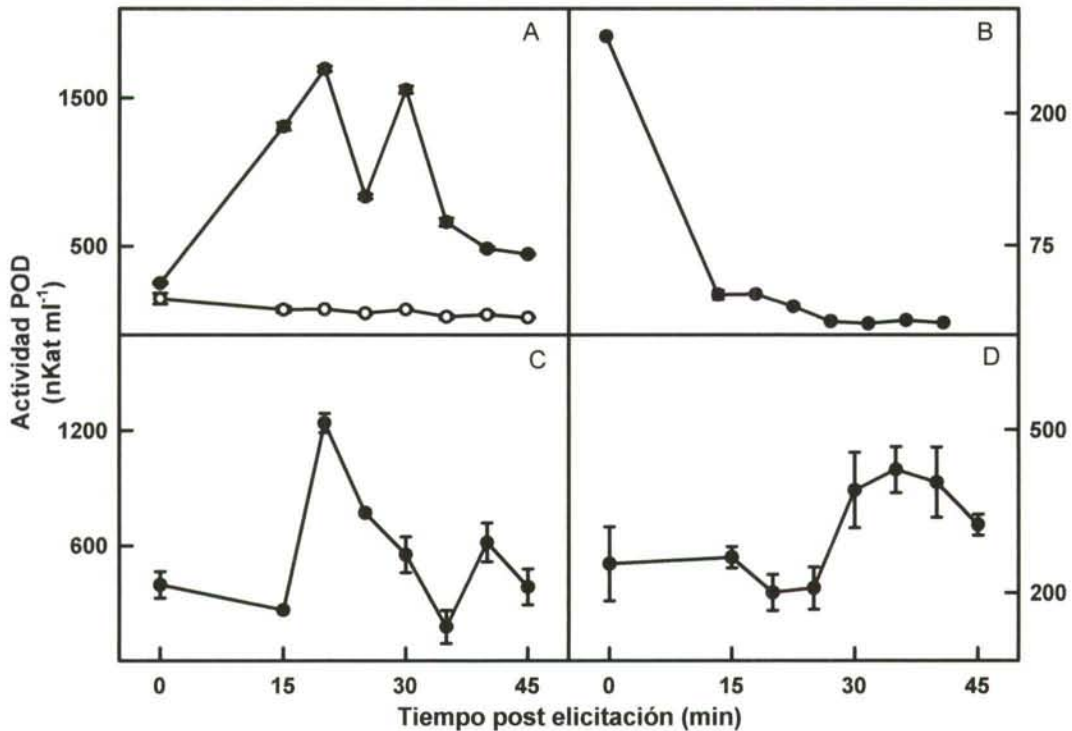 A
B
1500
500
200
75
Actividad POD
(nKat ml⁻¹)
C
D
1200
600
500
200
0 15 30 45 0 15 30 45
Tiempo post elicitación (min)